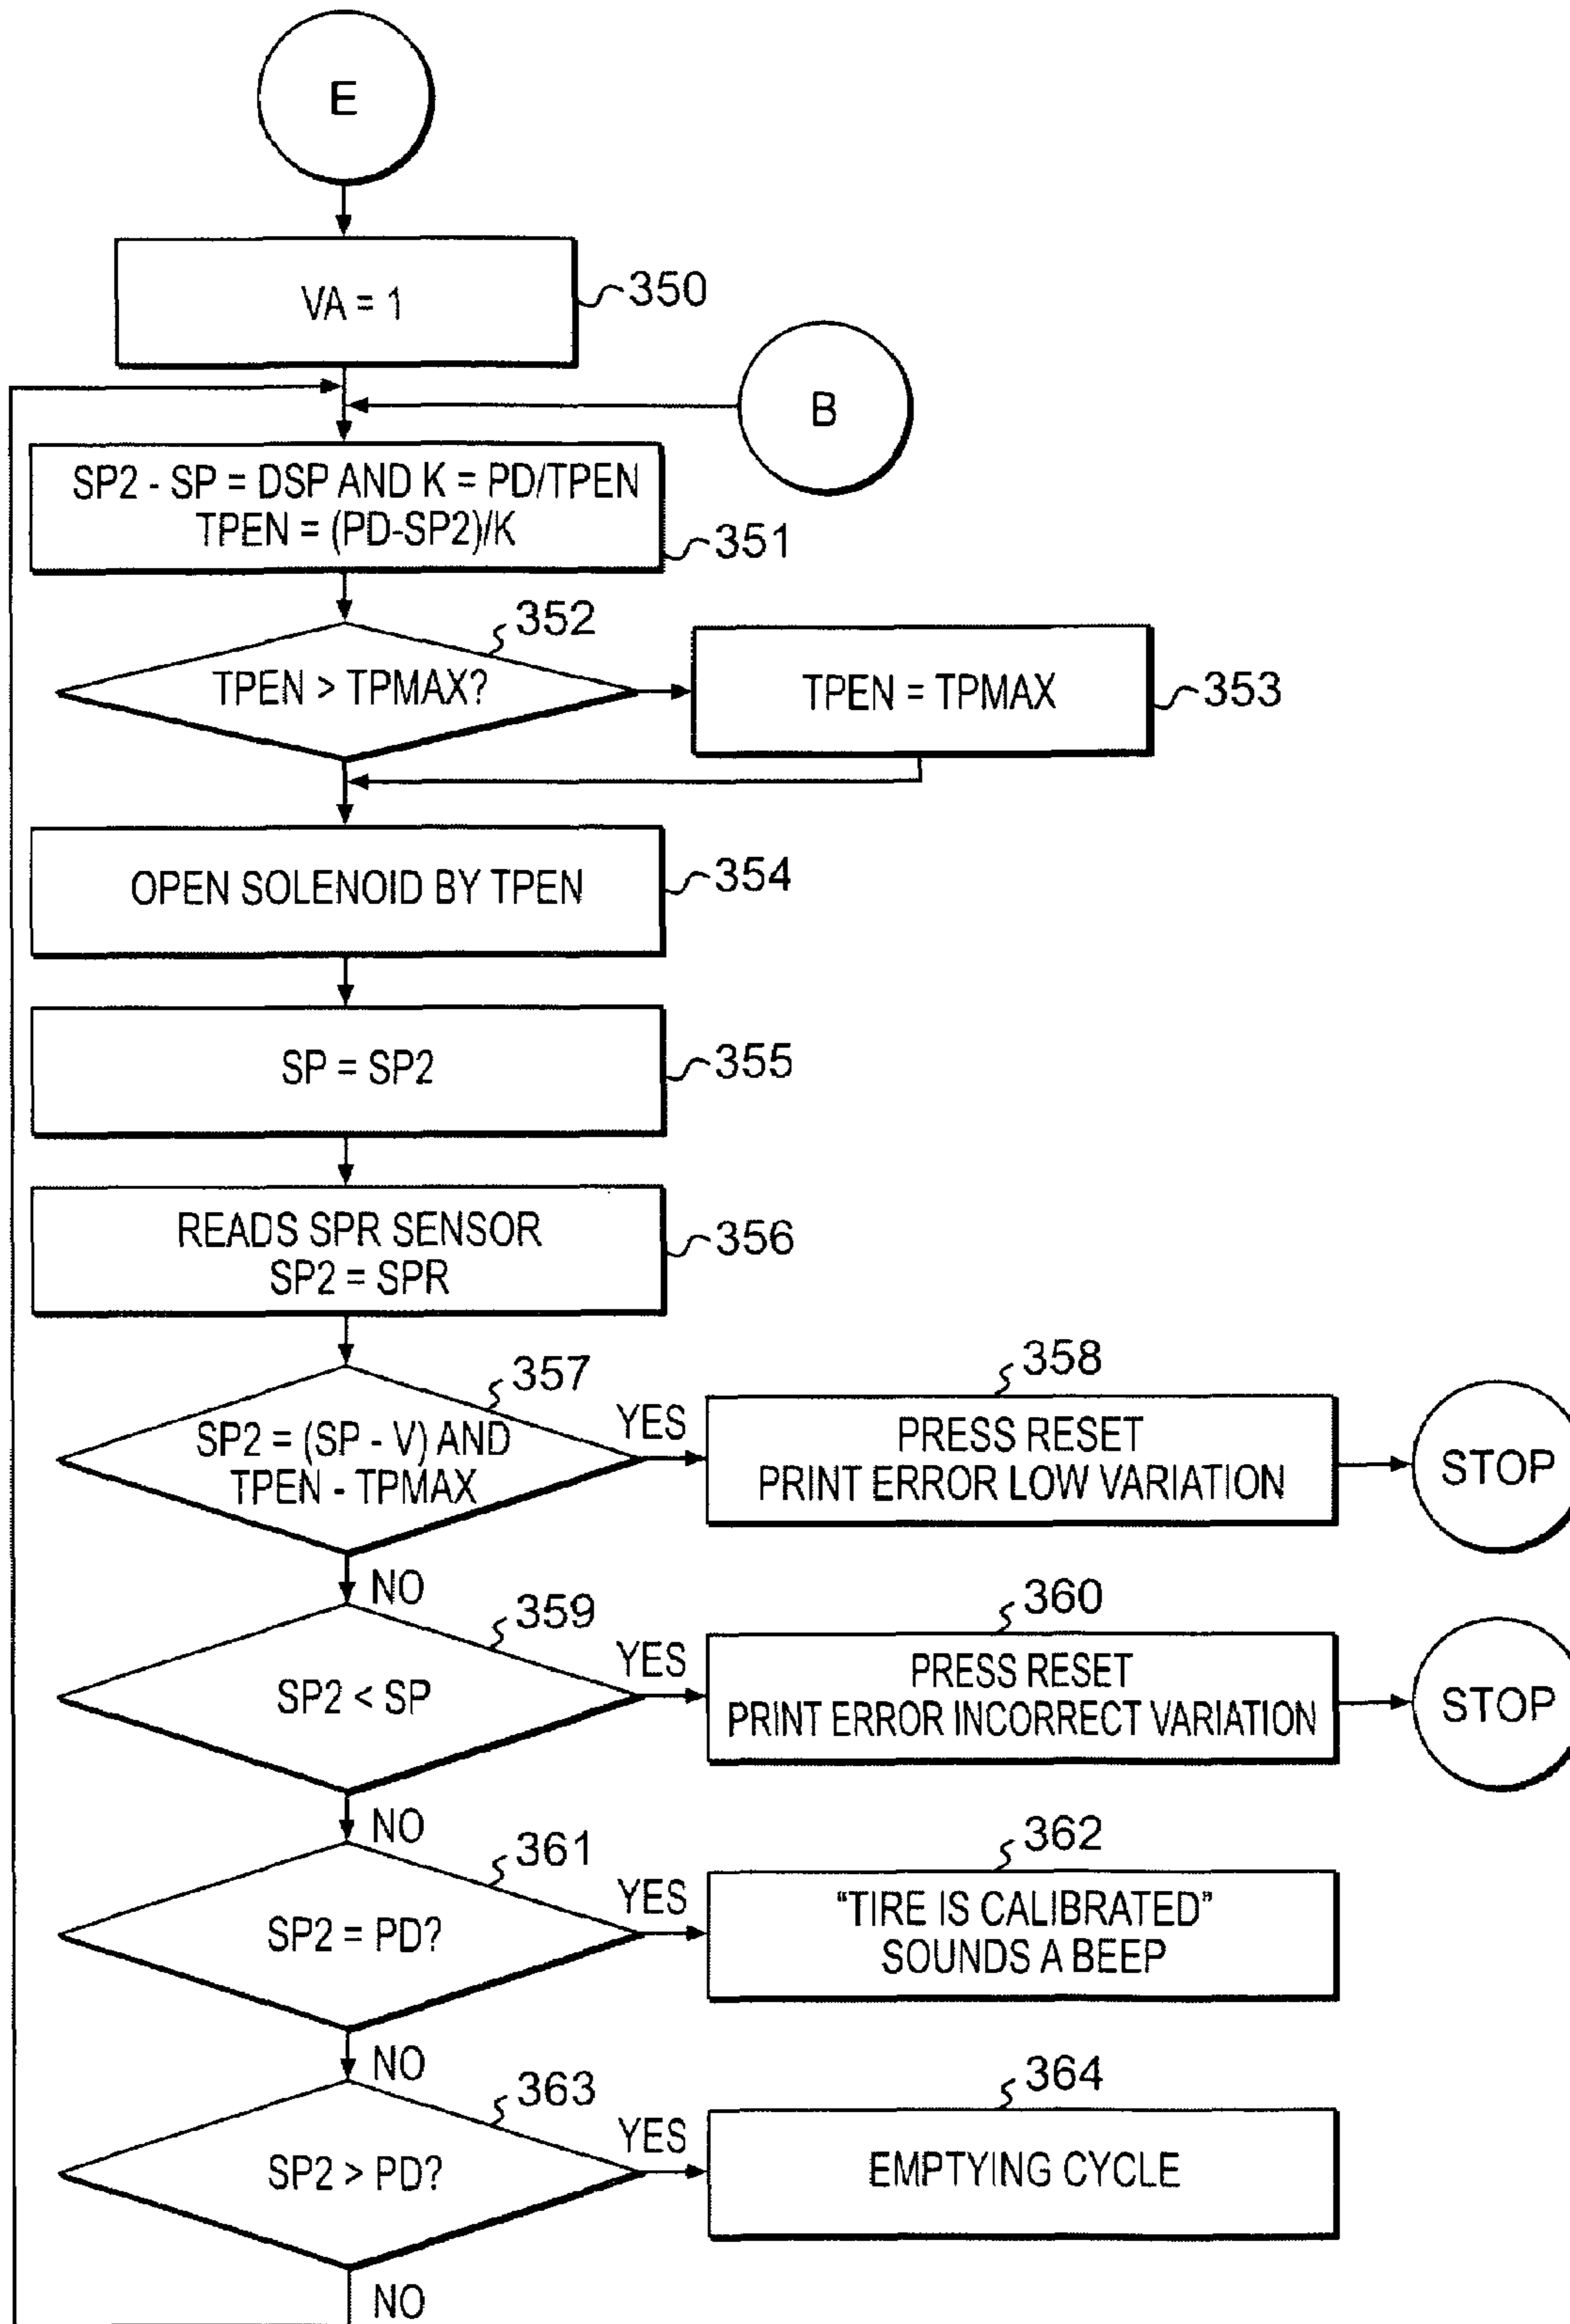 E
VA = 1
350
B
SP2 - SP = DSP AND K = PD/TPEN
TPEN = (PD-SP2)/K
351
352
TPEN > TPMAX?
TPEN = TPMAX
353
OPEN SOLENOID BY TPEN
354
SP = SP2
355
READS SPR SENSOR
SP2 = SPR
356
357
SP2 = (SP - V) AND
TPEN - TPMAX
YES
358
PRESS RESET
PRINT ERROR LOW VARIATION
STOP
NO
359
SP2 < SP
YES
360
PRESS RESET
PRINT ERROR INCORRECT VARIATION
STOP
NO
361
SP2 = PD?
YES
362
“TIRE IS CALIBRATED”
SOUNDS A BEEP
NO
363
SP2 > PD?
YES
364
EMPTYING CYCLE
NO